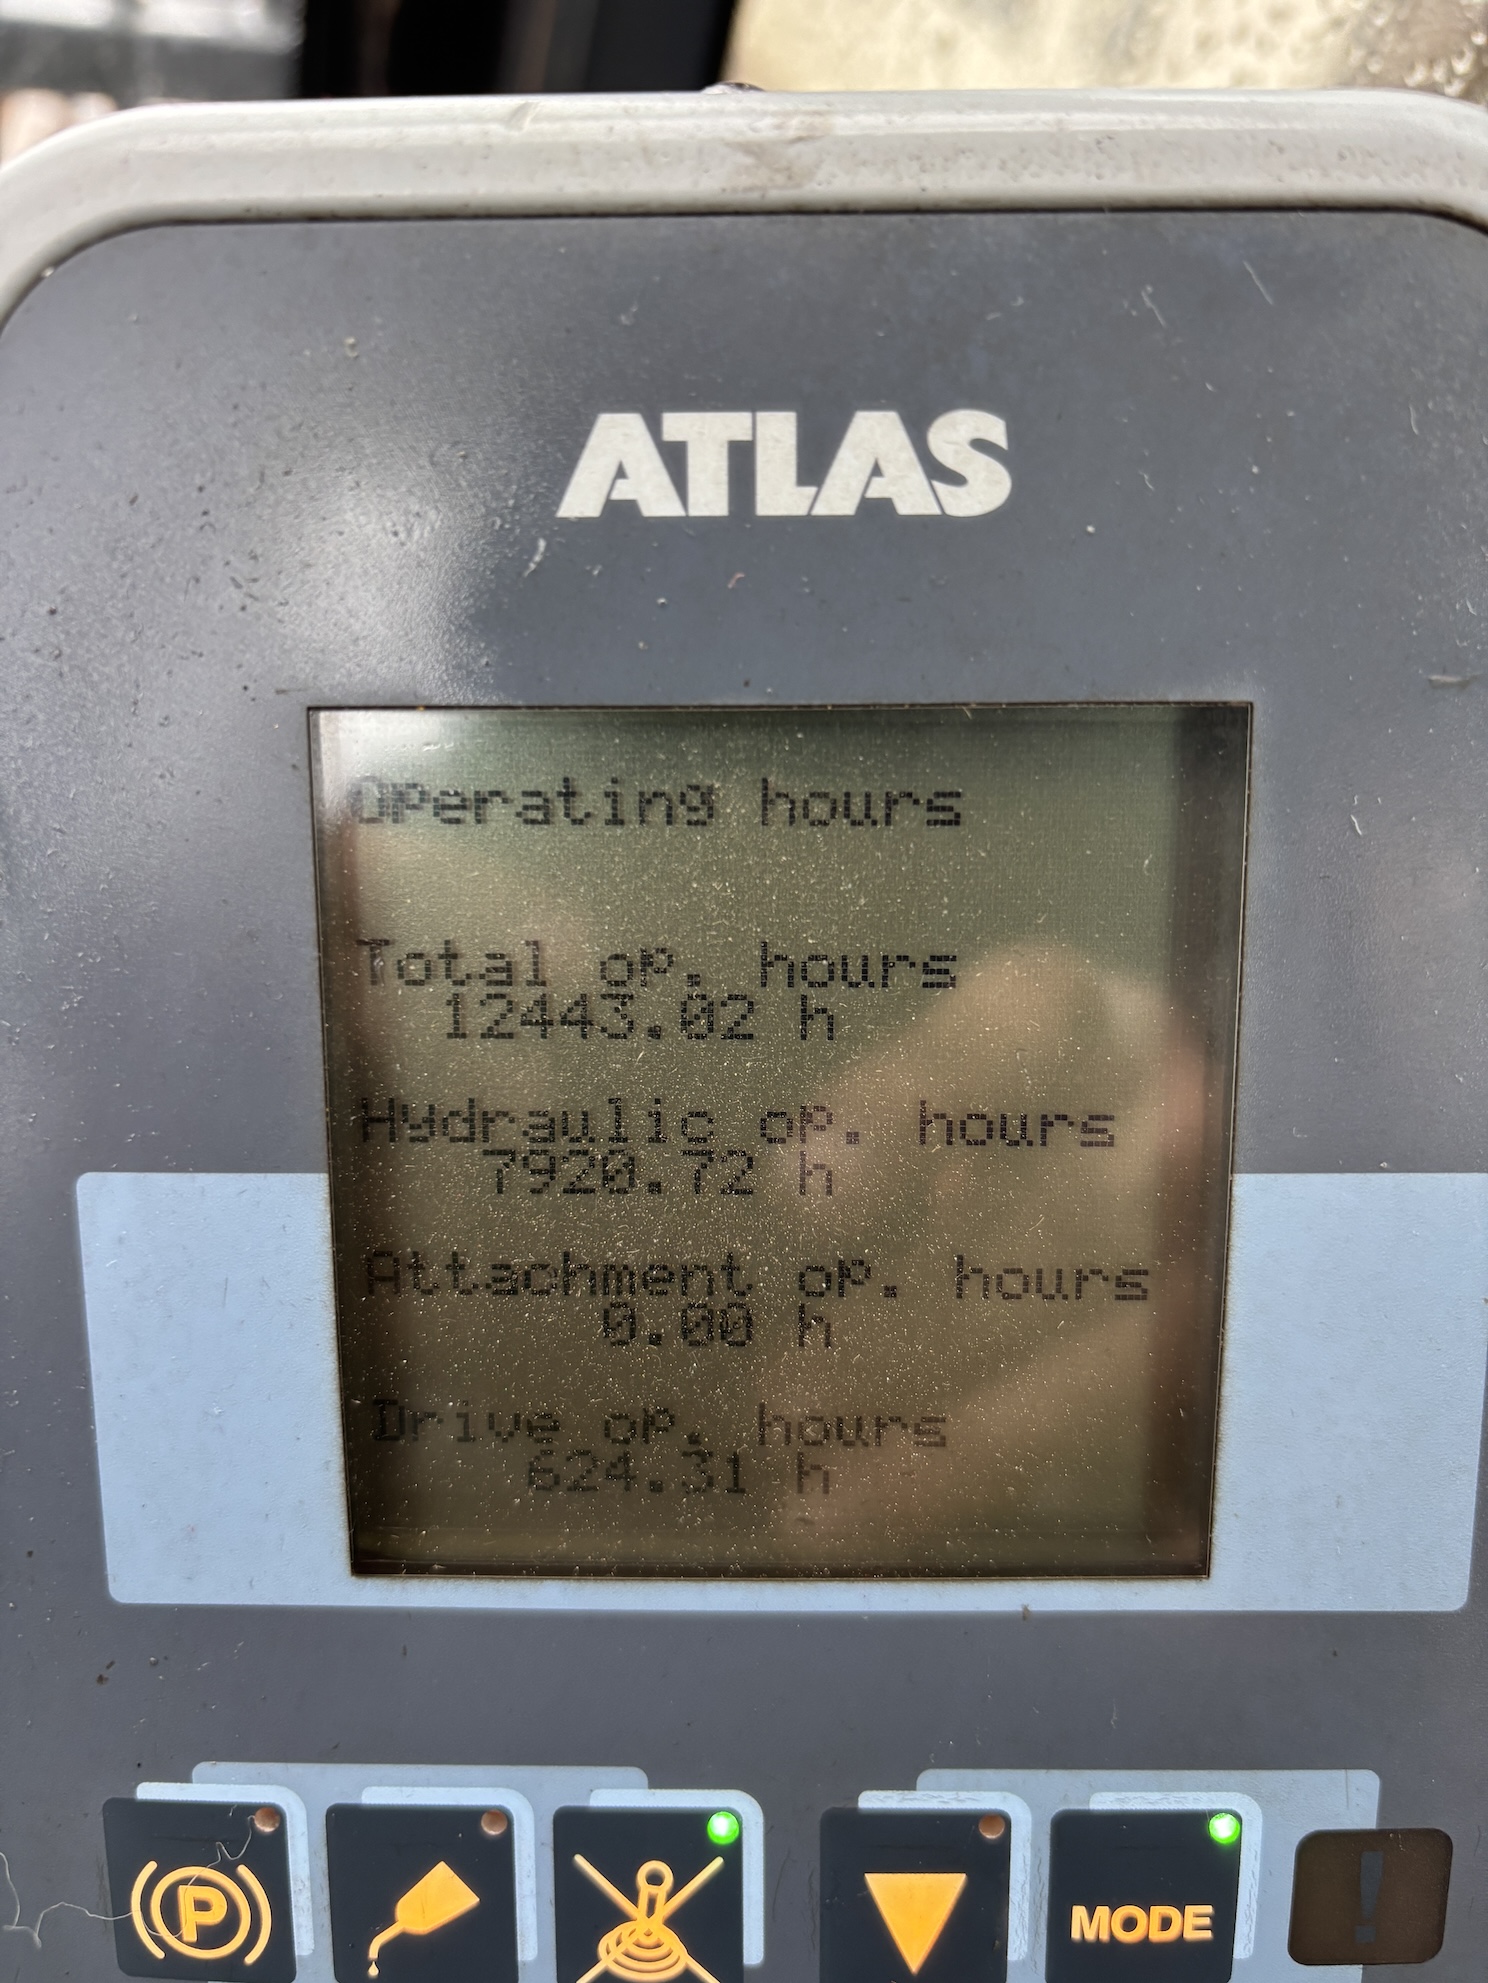 ATLAS
Operating hours
Total op. hours
12443.02 h
Hydraulic op. hours
7920.72 h
Attachment op. hours
0.00 h
Drive op. hours
624.31 h
P
MODE
!